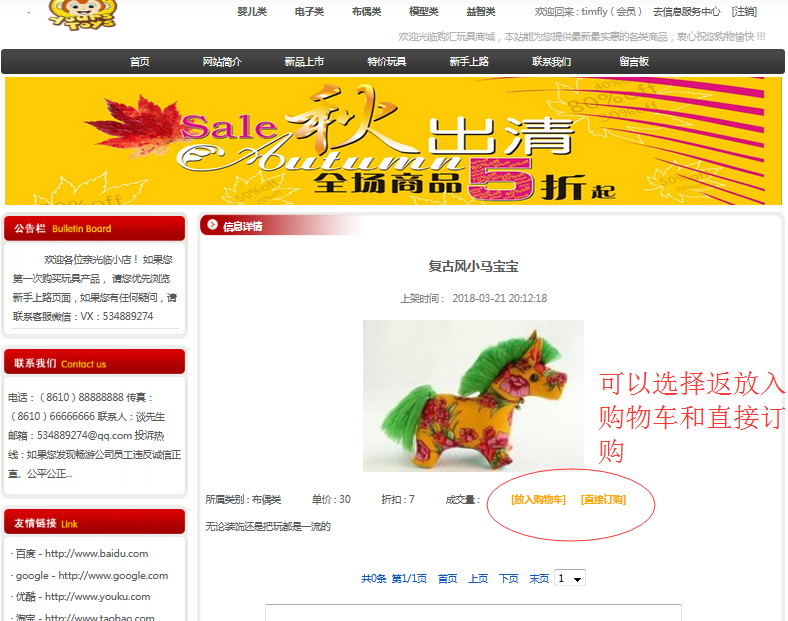 Years Toys
婴儿类 电子类 布偶类 模型类 益智类 欢迎回来 : timfly ( 会员 ) 去信息服务中心 [注销]
欢迎光临购汇玩具商城，本站能为您提供最新最实惠的各类商品，衷心祝您购物愉快 !!!
首页 网站简介 新品上市 特价玩具 新手上路 联系我们 留言板
Sale 秋 出清
Autumn
全场商品5折起
80% off
50% off
公告栏 Bulletin Board
欢迎各位亲光临小店！ 如果您
第一次购买玩具产品， 请您优先浏览
新手上路页面，如果您有任何疑问，请
联系客服微信：VX：534889274
联系我们 Contact us
电话：（8610）88888888 传真：
（8610）66666666 联系人：谈先生
邮箱：534889274@qq.com 投诉热
线：如果您发现畅游公司员工违反诚信正
直、公平公正...
友情链接 Link
· 百度 - http://www.baidu.com
· google - http://www.google.com
· 优酷 - http://www.youku.com
· 淘宝 - http://www.taobao.com
信息详情
复古风小马宝宝
上架时间： 2018-03-21 20:12:18
可以选择返放入
购物车和直接订
购
所属类别 : 布偶类 单价 : 30 折扣 : 7 成交量 : [放入购物车] [直接订购]
无论装饰还是把玩都是一流的
共0条 第1/1页 首页 上页 下页 末页 1